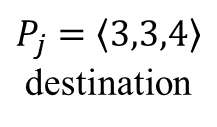 P_j = ⟨3,3,4⟩
destination